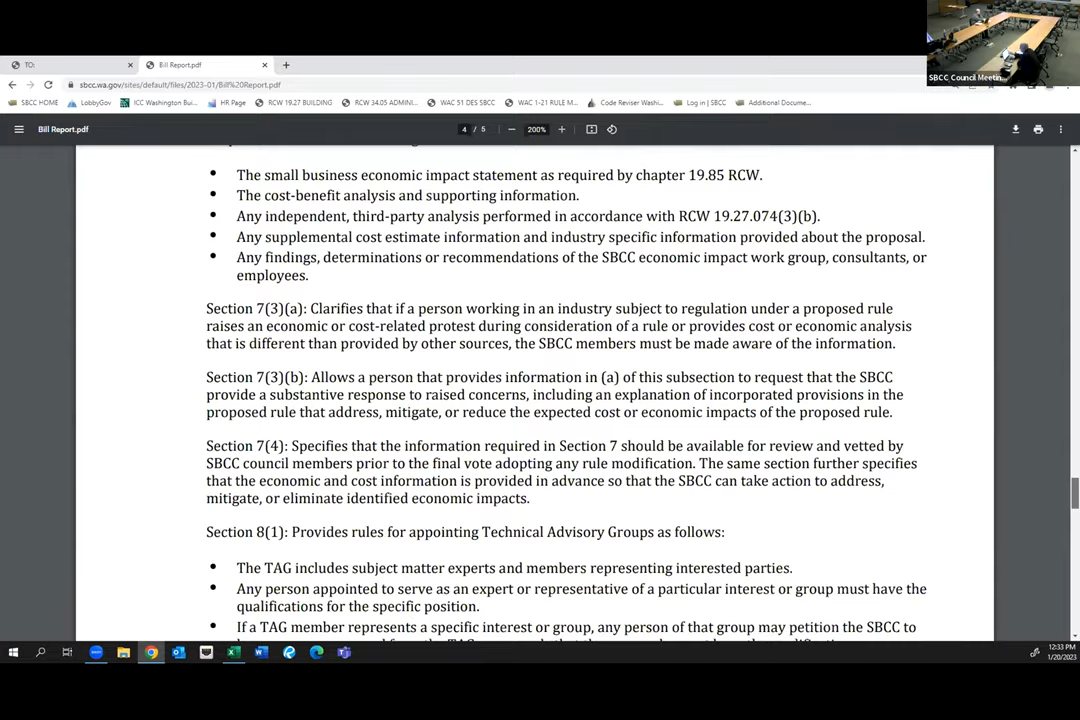 SBCC Council Meetin...
TO:
Bill Report.pdf
sbcc.wa.gov/sites/default/files/2023-01/Bill%20Report.pdf
SBCC HOME
LobbyGov
ICC Washington Bui...
HR Page
RCW 19.27 BUILDING
RCW 34.05 ADMINI...
WAC 51 DES SBCC
WAC 1-21 RULE M...
Code Reviser Washi...
Log in | SBCC
Additional Docume...
Bill Report.pdf
4 / 5
200%
• The small business economic impact statement as required by chapter 19.85 RCW.
• The cost-benefit analysis and supporting information.
• Any independent, third-party analysis performed in accordance with RCW 19.27.074(3)(b).
• Any supplemental cost estimate information and industry specific information provided about the proposal.
• Any findings, determinations or recommendations of the SBCC economic impact work group, consultants, or
employees.
Section 7(3)(a): Clarifies that if a person working in an industry subject to regulation under a proposed rule
raises an economic or cost-related protest during consideration of a rule or provides cost or economic analysis
that is different than provided by other sources, the SBCC members must be made aware of the information.
Section 7(3)(b): Allows a person that provides information in (a) of this subsection to request that the SBCC
provide a substantive response to raised concerns, including an explanation of incorporated provisions in the
proposed rule that address, mitigate, or reduce the expected cost or economic impacts of the proposed rule.
Section 7(4): Specifies that the information required in Section 7 should be available for review and vetted by
SBCC council members prior to the final vote adopting any rule modification. The same section further specifies
that the economic and cost information is provided in advance so that the SBCC can take action to address,
mitigate, or eliminate identified economic impacts.
Section 8(1): Provides rules for appointing Technical Advisory Groups as follows:
• The TAG includes subject matter experts and members representing interested parties.
• Any person appointed to serve as an expert or representative of a particular interest or group must have the
qualifications for the specific position.
• If a TAG member represents a specific interest or group, any person of that group may petition the SBCC to
12:33 PM
1/20/2023